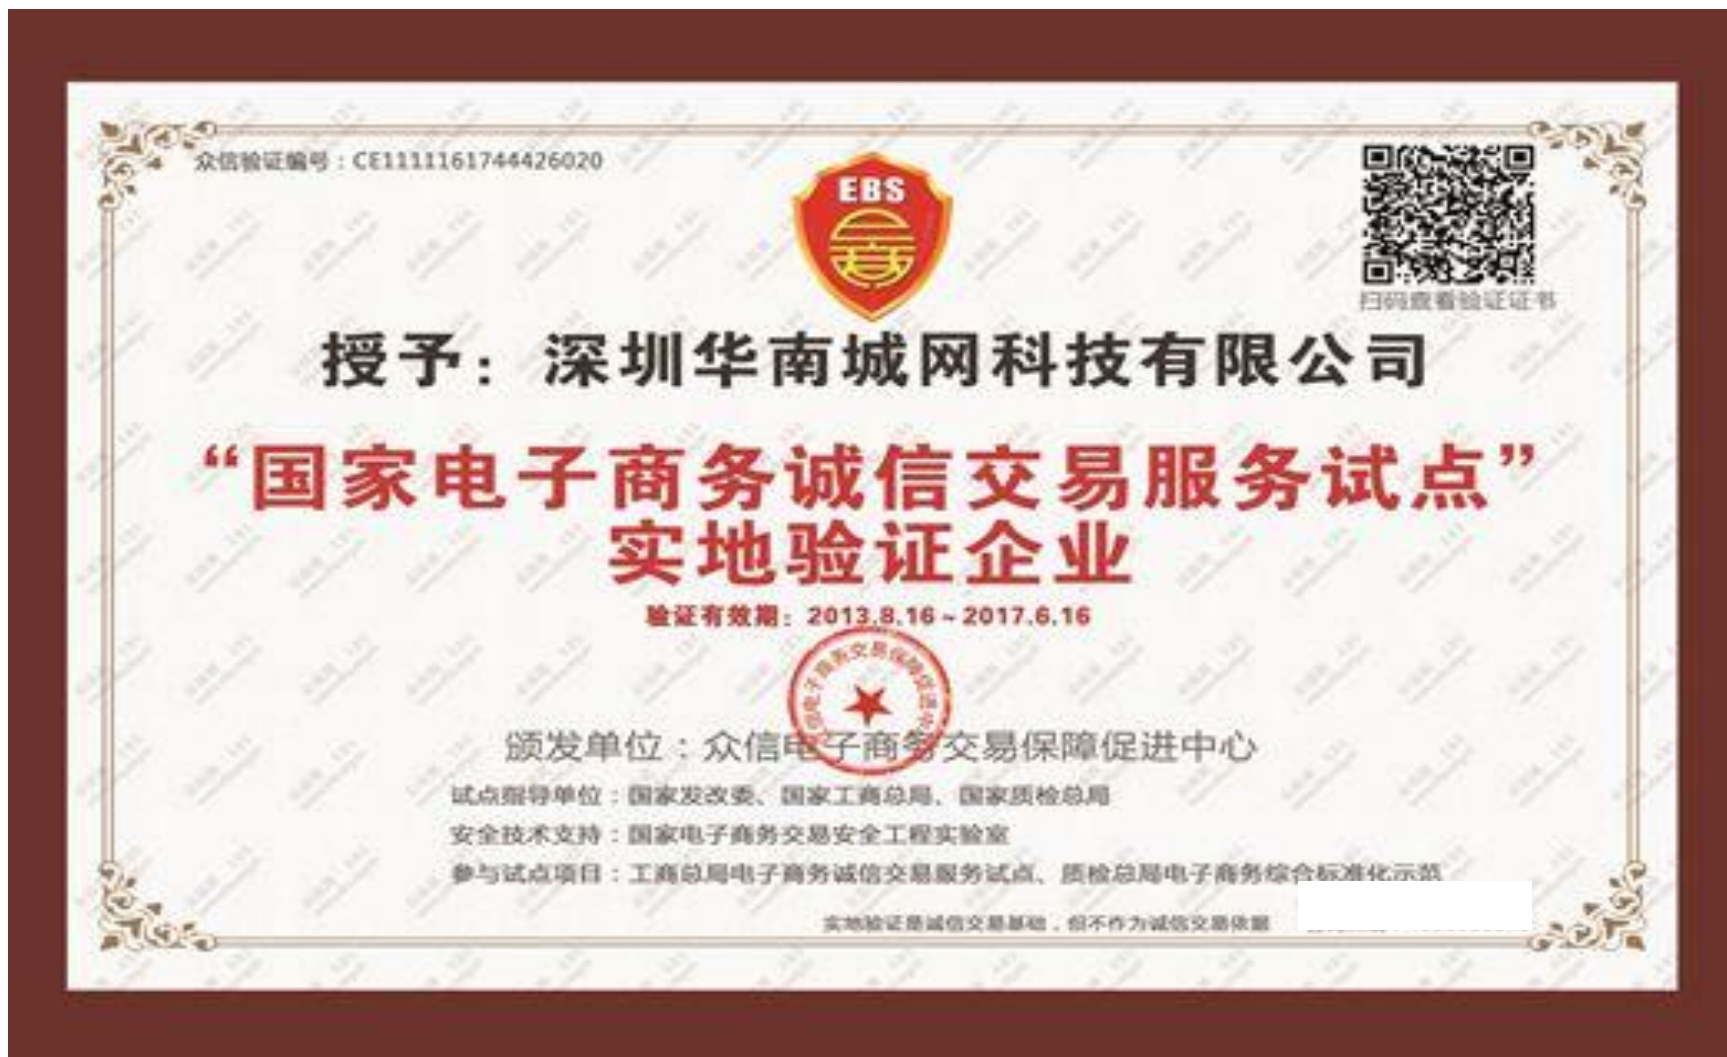 众信验证编号：CE1111161744426020
EBS
扫码查看验证证书
授予：深圳华南城网科技有限公司
“国家电子商务诚信交易服务试点”
实地验证企业
验证有效期：2013.8.16~2017.6.16
颁发单位：众信电子商务交易保障促进中心
试点指导单位：国家发改委、国家工商总局、国家质检总局
安全技术支持：国家电子商务交易安全工程实验室
参与试点项目：工商总局电子商务诚信交易服务试点、质检总局电子商务综合标准化示范
实地验证是诚信交易基础，但不作为诚信交易依据